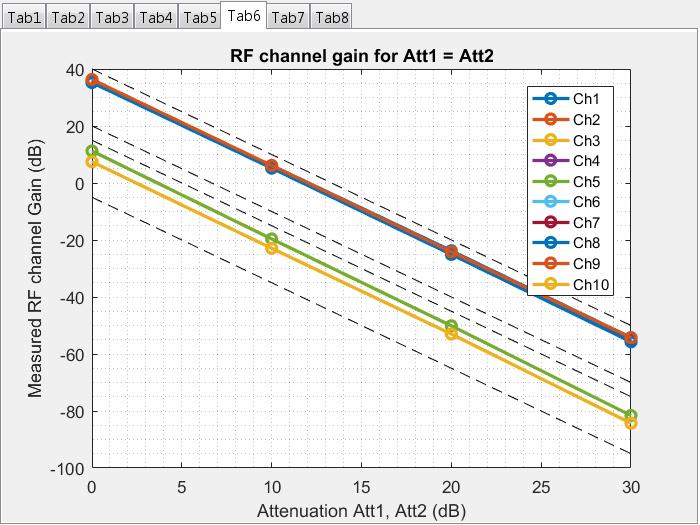 Tab1 Tab2 Tab3 Tab4 Tab5 Tab6 Tab7 Tab8
RF channel gain for Att1 = Att2
Measured RF channel Gain (dB)
40
20
0
-20
-40
-60
-80
-100
Ch1
Ch2
Ch3
Ch4
Ch5
Ch6
Ch7
Ch8
Ch9
Ch10
0 5 10 15 20 25 30
Attenuation Att1, Att2 (dB)